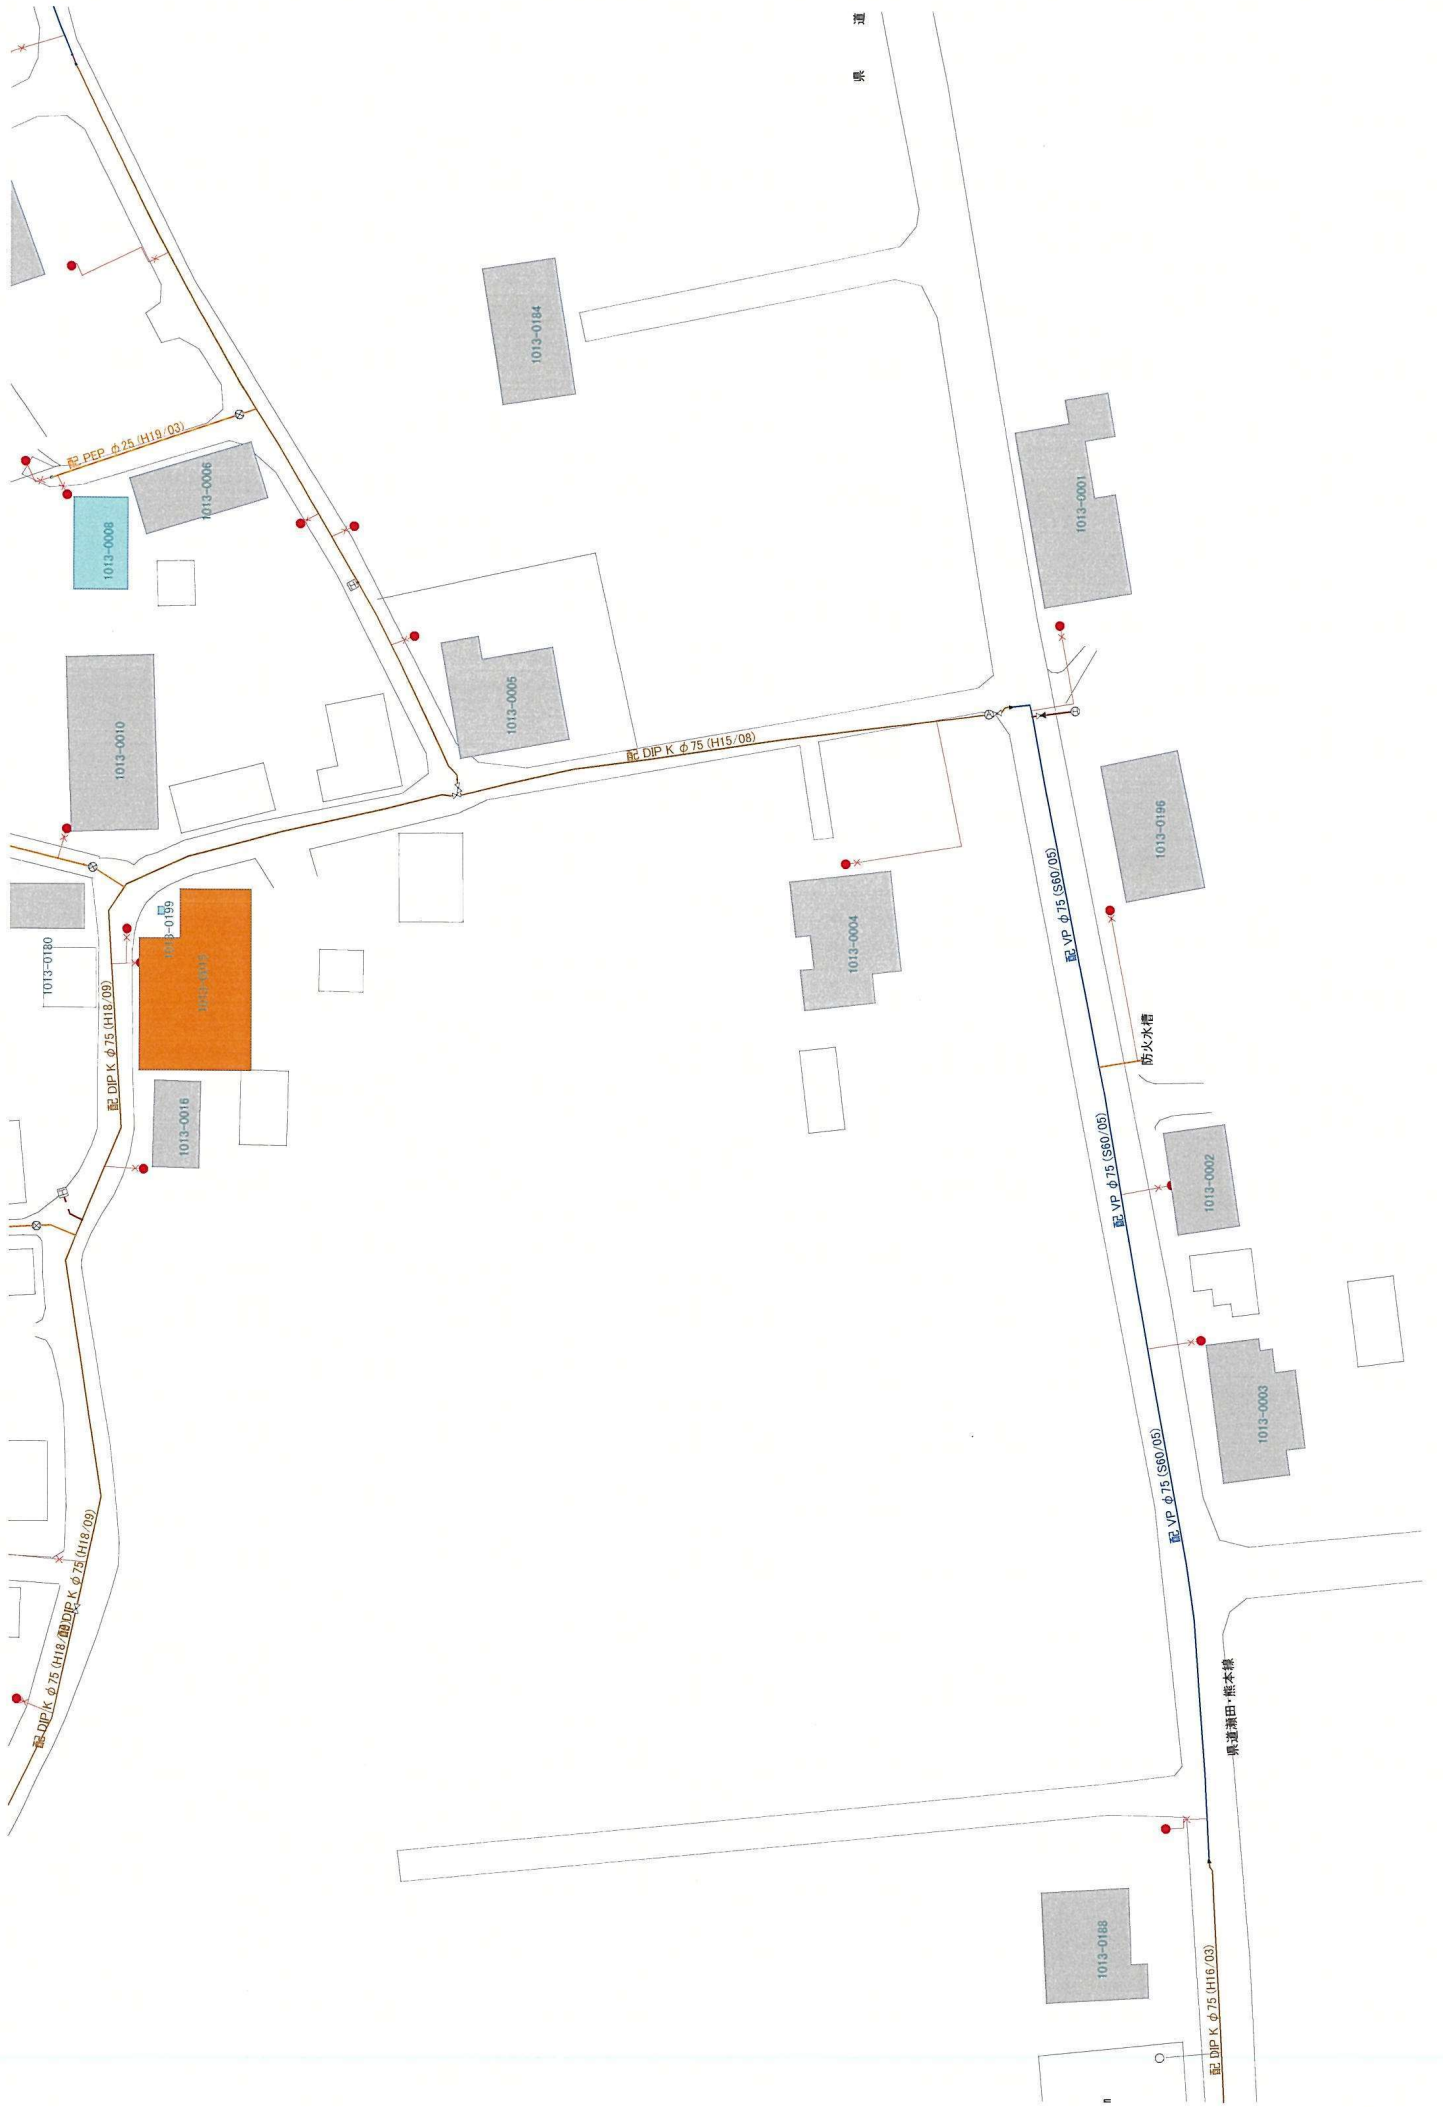 県　道
1013-0184
配 PEP φ25 (H19/03)
1013-0006
1013-0008
1013-0001
1013-0005
1013-0010
配 DIP K φ75 (H15/08)
1013-0196
配 VP φ75 (S60/05)
1013-0199
1013-0004
1013-0180
配 DIP K φ75 (H18/09)
防火水槽
1013-0016
1013-0002
配 VP φ75 (S60/05)
1013-0003
配 VP φ75 (S60/05)
配 DIP K φ75 (H18/09)
配 DIP K φ75 (H18/09)
県道瀬田・熊本線
1013-0188
配 DIP K φ75 (H16/03)